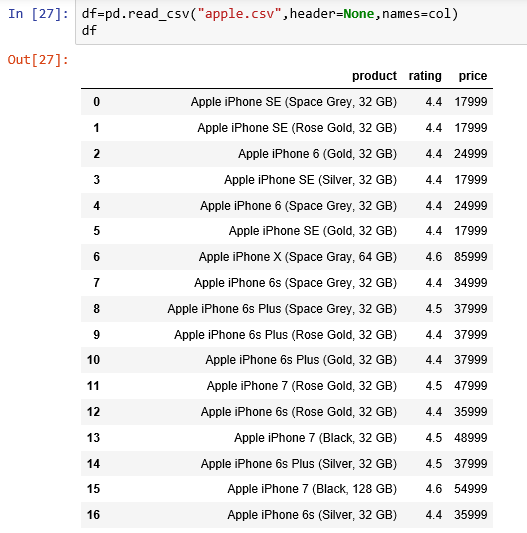 In [27]: df=pd.read_csv("apple.csv",header=None,names=col)
df
Out[27]:
product rating price
0 Apple iPhone SE (Space Grey, 32 GB) 4.4 17999
1 Apple iPhone SE (Rose Gold, 32 GB) 4.4 17999
2 Apple iPhone 6 (Gold, 32 GB) 4.4 24999
3 Apple iPhone SE (Silver, 32 GB) 4.4 17999
4 Apple iPhone 6 (Space Grey, 32 GB) 4.4 24999
5 Apple iPhone SE (Gold, 32 GB) 4.4 17999
6 Apple iPhone X (Space Gray, 64 GB) 4.6 85999
7 Apple iPhone 6s (Space Grey, 32 GB) 4.4 34999
8 Apple iPhone 6s Plus (Space Grey, 32 GB) 4.5 37999
9 Apple iPhone 6s Plus (Rose Gold, 32 GB) 4.4 37999
10 Apple iPhone 6s Plus (Gold, 32 GB) 4.4 37999
11 Apple iPhone 7 (Rose Gold, 32 GB) 4.5 47999
12 Apple iPhone 6s (Rose Gold, 32 GB) 4.4 35999
13 Apple iPhone 7 (Black, 32 GB) 4.5 48999
14 Apple iPhone 6s Plus (Silver, 32 GB) 4.5 37999
15 Apple iPhone 7 (Black, 128 GB) 4.6 54999
16 Apple iPhone 6s (Silver, 32 GB) 4.4 35999